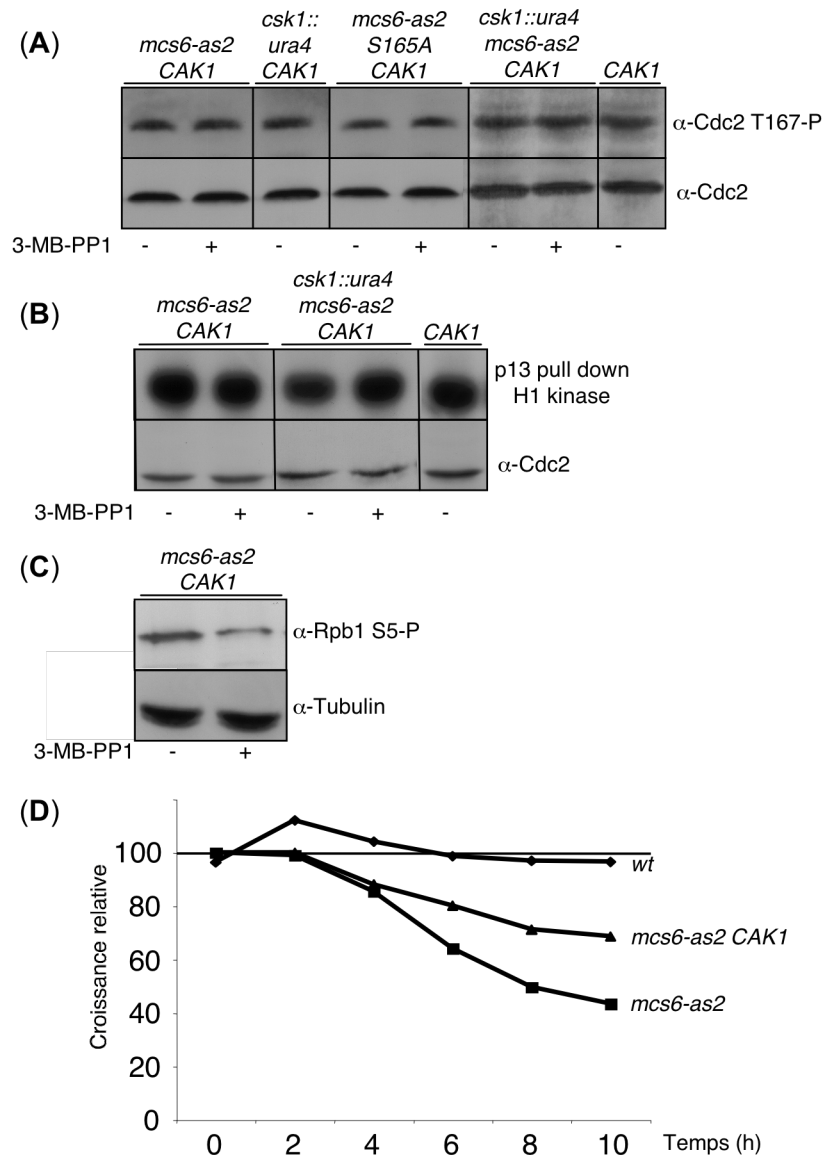 (A)
mcs6-as2
CAK1
csk1::
ura4
CAK1
mcs6-as2
S165A
CAK1
csk1::ura4
mcs6-as2
CAK1
CAK1
α-Cdc2 T167-P
α-Cdc2
3-MB-PP1 - + - - + - + -
(B)
mcs6-as2
CAK1
csk1::ura4
mcs6-as2
CAK1
CAK1
p13 pull down
H1 kinase
α-Cdc2
3-MB-PP1 - + - + -
(C)
mcs6-as2
CAK1
α-Rpb1 S5-P
α-Tubulin
3-MB-PP1 - +
(D)
Croissance relative
100
80
60
40
20
0
wt
mcs6-as2 CAK1
mcs6-as2
0 2 4 6 8 10 Temps (h)